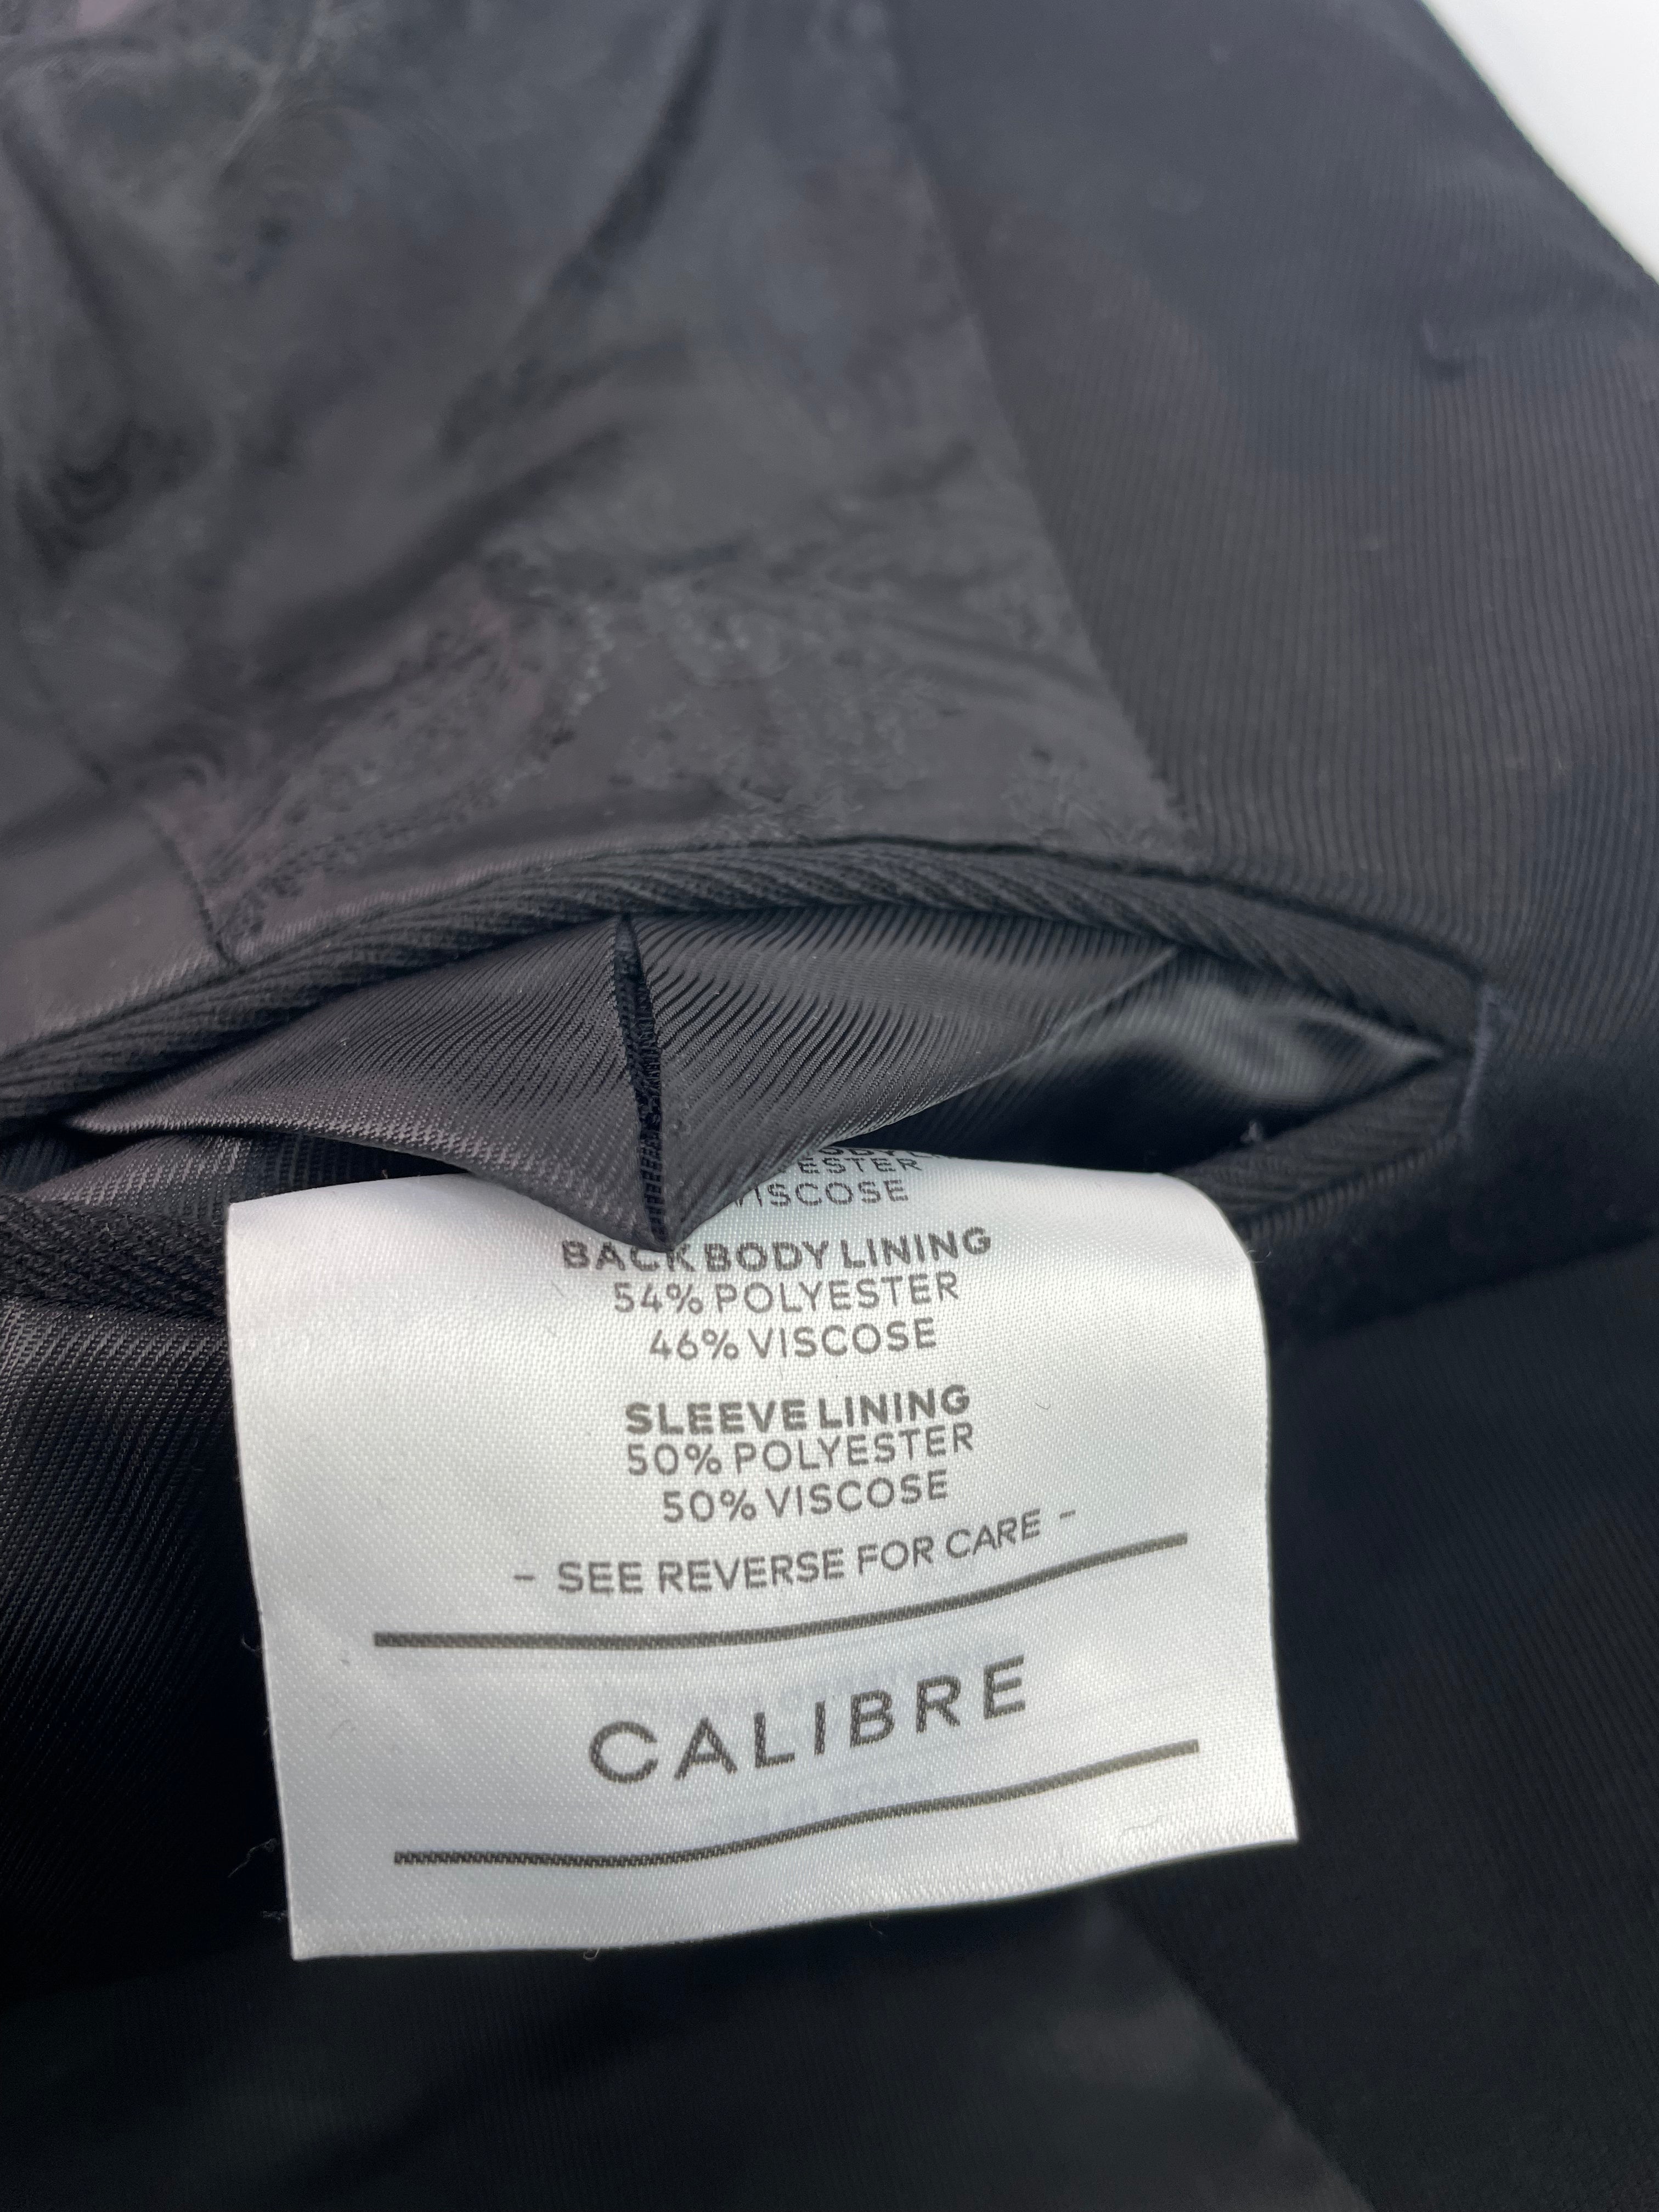 VISCOSE
BACK BODY LINING
54% POLYESTER
46% VISCOSE
SLEEVE LINING
50% POLYESTER
50% VISCOSE
- SEE REVERSE FOR CARE -
CALIBRE